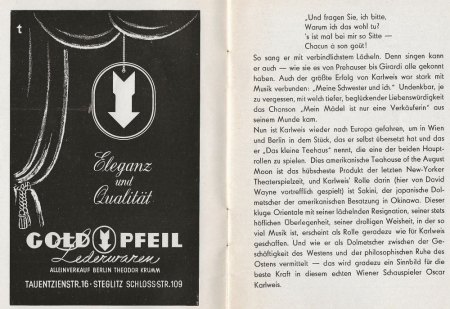 t
Eleganz
und
Qualität
GOLD PFEIL
Lederwaren
ALLEINVERKAUF BERLIN THEODOR KRUMM
TAUENTZIENSTR. 16 · STEGLITZ SCHLOSSSTR. 109
„Und fragen Sie, ich bitte,
Warum ich das wohl tu?
's ist mal bei mir so Sitte —
Chacun à son goût!
So sang er mit verbindlichstem Lächeln. Denn singen kann
er auch — wie sie es von Prehauser bis Girardi alle gekonnt
haben. Auch der größte Erfolg von Karlweis war stark mit
Musik verbunden: „Meine Schwester und ich." Undenkbar, je
zu vergessen, mit welch tiefer, beglückender Liebenswürdigkeit
das Chanson „Mein Mädel ist nur eine Verkäuferin" aus
seinem Munde kam.
Nun ist Karlweis wieder nach Europa gefahren, um in Wien
und Berlin in dem Stück, das er selbst übersetzt hat und das
er „Das kleine Teehaus" nennt, die eine der beiden Haupt-
rollen zu spielen. Dies amerikanische Teahouse of the August
Moon ist das hübscheste Produkt der letzten New-Yorker
Theaterspielzeit, und Karlweis' Rolle darin (hier von David
Wayne vortrefflich gespielt) ist Sakini, der japanische Dol-
metscher der amerikanischen Besatzung in Okinawa. Dieser
kluge Orientale mit seiner lächelnden Resignation, seiner stets
höflichen Überlegenheit, seiner drolligen Weisheit, in der so
viel Musik ist, erscheint als Rolle geradezu wie für Karlweis
geschaffen. Und wie er als Dolmetscher zwischen der Ge-
schäftigkeit des Westens und der philosophischen Ruhe des
Ostens vermittelt — das wird gradezu ein Sinnbild für die
beste Kraft in diesem echten Wiener Schauspieler Oscar
Karlweis.